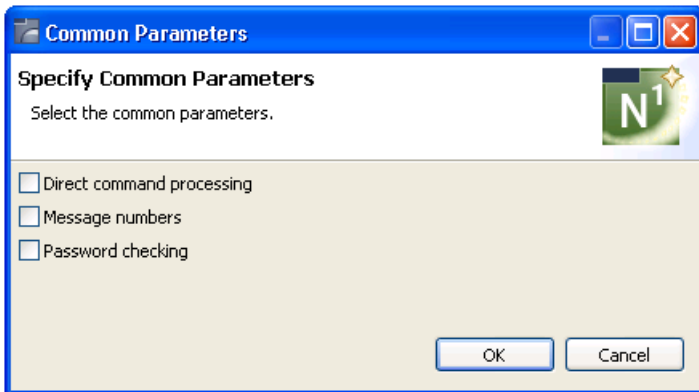 Common Parameters
Specify Common Parameters
Select the common parameters.
N1
Direct command processing
Message numbers
Password checking
OK
Cancel